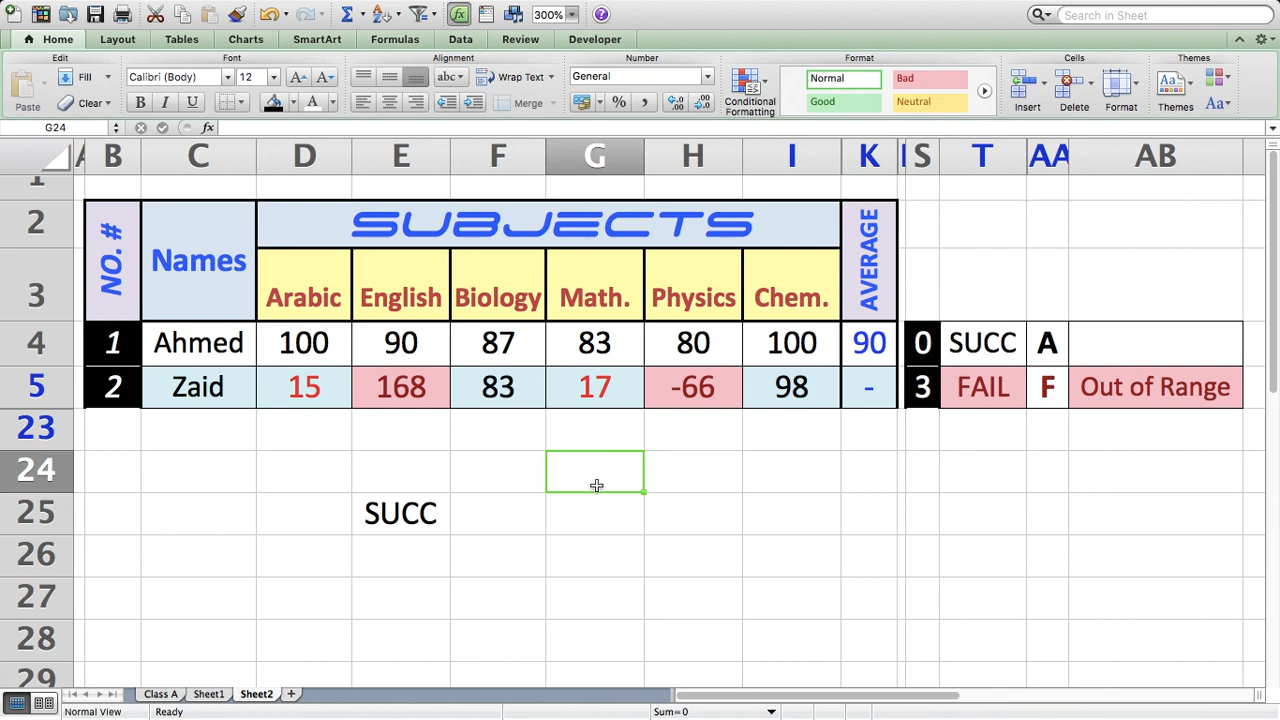 300%
Search in Sheet
Home Layout Tables Charts SmartArt Formulas Data Review Developer
Edit Font Alignment Number Format Cells Themes
Fill Calibri (Body) 12 A A abc Wrap Text General Normal Bad
Paste Clear B I U A Merge % , Conditional Formatting Good Neutral Insert Delete Format Themes Aa
G24 fx
A B C D E F G H I K S T AA AB
1
2 NO. # Names SUBJECTS AVERAGE
3 Arabic English Biology Math. Physics Chem.
4 1 Ahmed 100 90 87 83 80 100 90 0 SUCC A
5 2 Zaid 15 168 83 17 -66 98 - 3 FAIL F Out of Range
23
24
25 SUCC
26
27
28
29
Class A Sheet1 Sheet2
Normal View Ready Sum=0